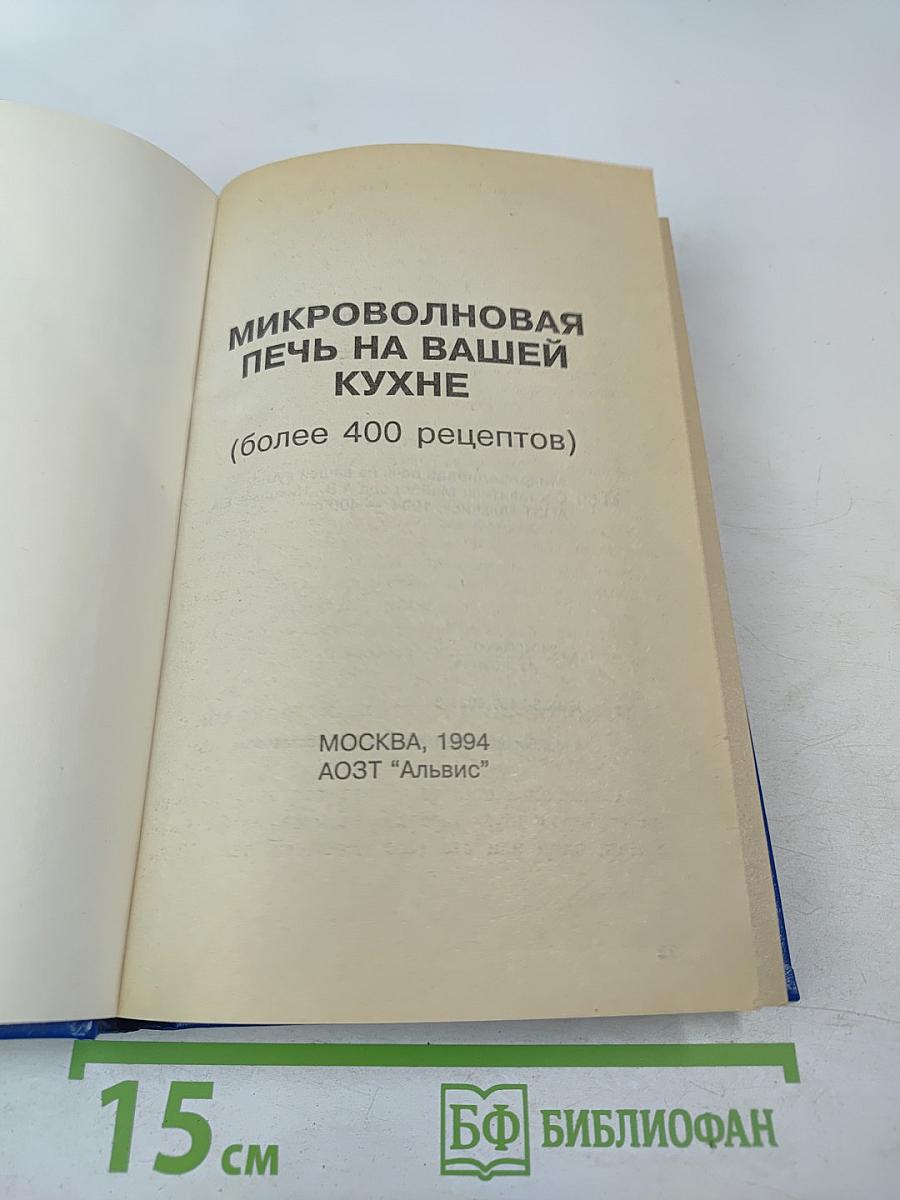 МИКРОВОЛНОВАЯ
ПЕЧЬ НА ВАШЕЙ
КУХНЕ
(более 400 рецептов)
МОСКВА, 1994
АОЗТ "Альвис"
15 см
БФ БИБЛИОФАН